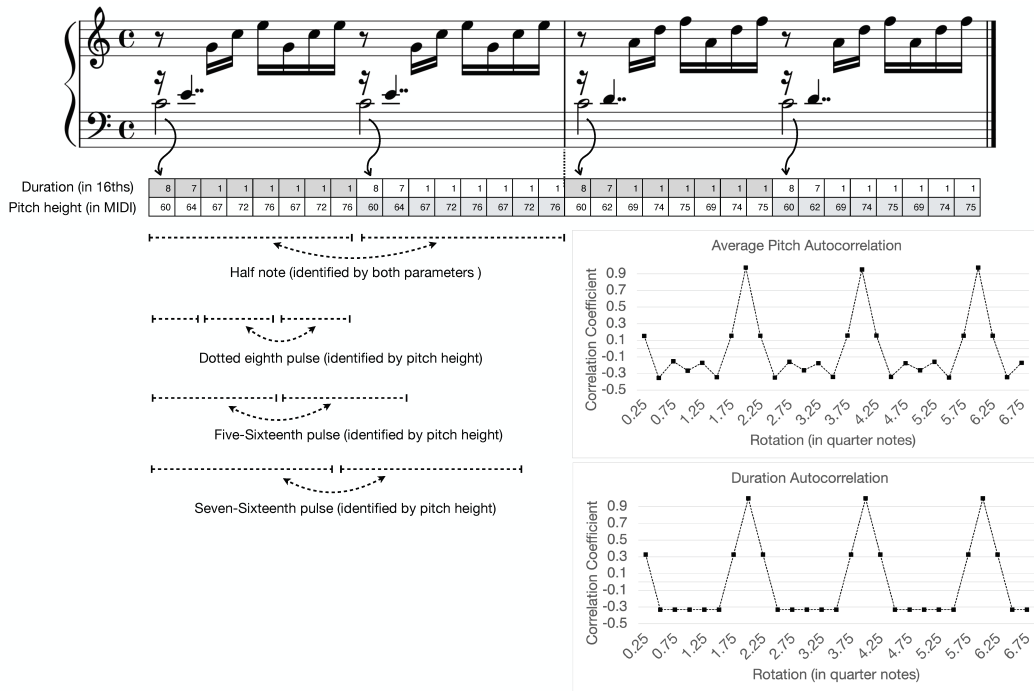 Duration (in 16ths) 8 7 1 1 1 1 1 1 8 7 1 1 1 1 1 1 8 7 1 1 1 1 1 1 8 7 1 1 1 1 1 1
Pitch height (in MIDI) 60 64 67 72 76 67 72 76 60 64 67 72 76 67 72 76 60 62 69 74 75 69 74 75 60 62 69 74 75 69 74 75
Half note (identified by both parameters )
Dotted eighth pulse (identified by pitch height)
Five-Sixteenth pulse (identified by pitch height)
Seven-Sixteenth pulse (identified by pitch height)
Average Pitch Autocorrelation
Correlation Coefficient
0.9
0.7
0.5
0.3
0.1
-0.1
-0.3
-0.5
0.25 0.75 1.25 1.75 2.25 2.75 3.25 3.75 4.25 4.75 5.25 5.75 6.25 6.75
Rotation (in quarter notes)
Duration Autocorrelation
Correlation Coefficient
0.9
0.7
0.5
0.3
0.1
-0.1
-0.3
-0.5
0.25 0.75 1.25 1.75 2.25 2.75 3.25 3.75 4.25 4.75 5.25 5.75 6.25 6.75
Rotation (in quarter notes)